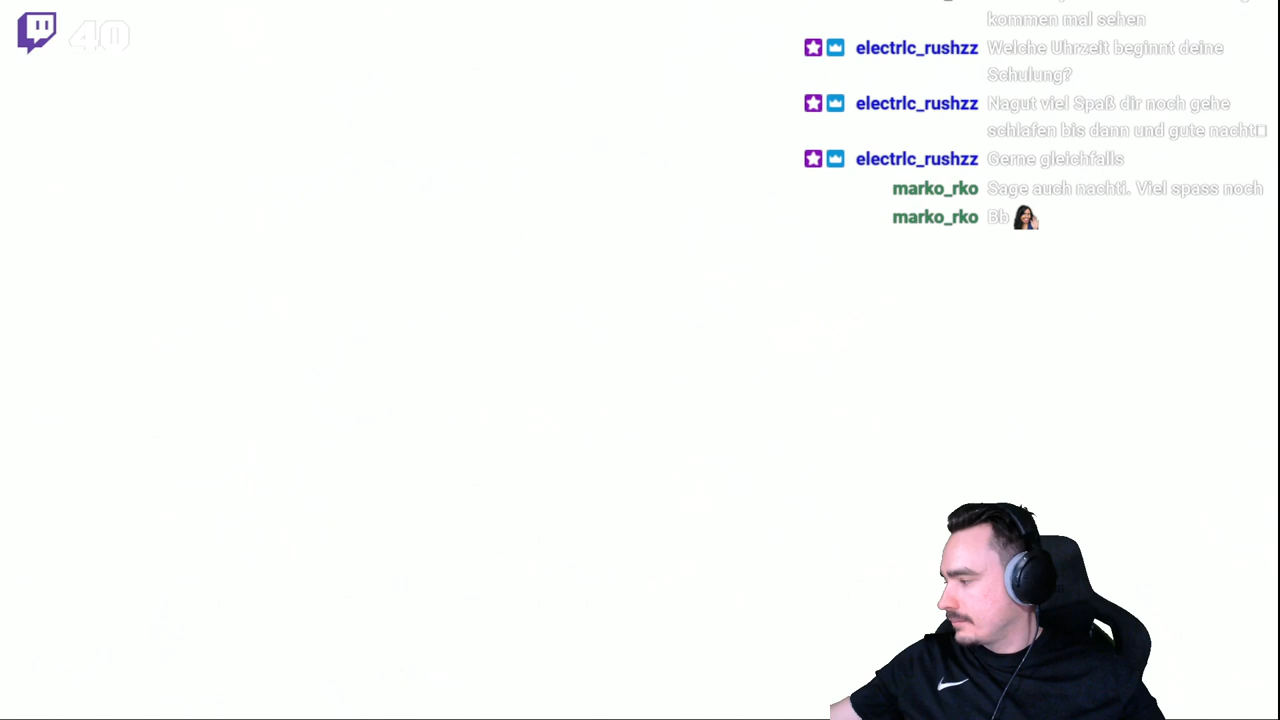 40
kommen mal sehen
electrlc_rushzz Welche Uhrzeit beginnt deine
Schulung?
electrlc_rushzz Nagut viel Spaß dir noch gehe
schlafen bis dann und gute nacht
electrlc_rushzz Gerne gleichfalls
marko_rko Sage auch nachti. Viel spass noch
marko_rko Bb